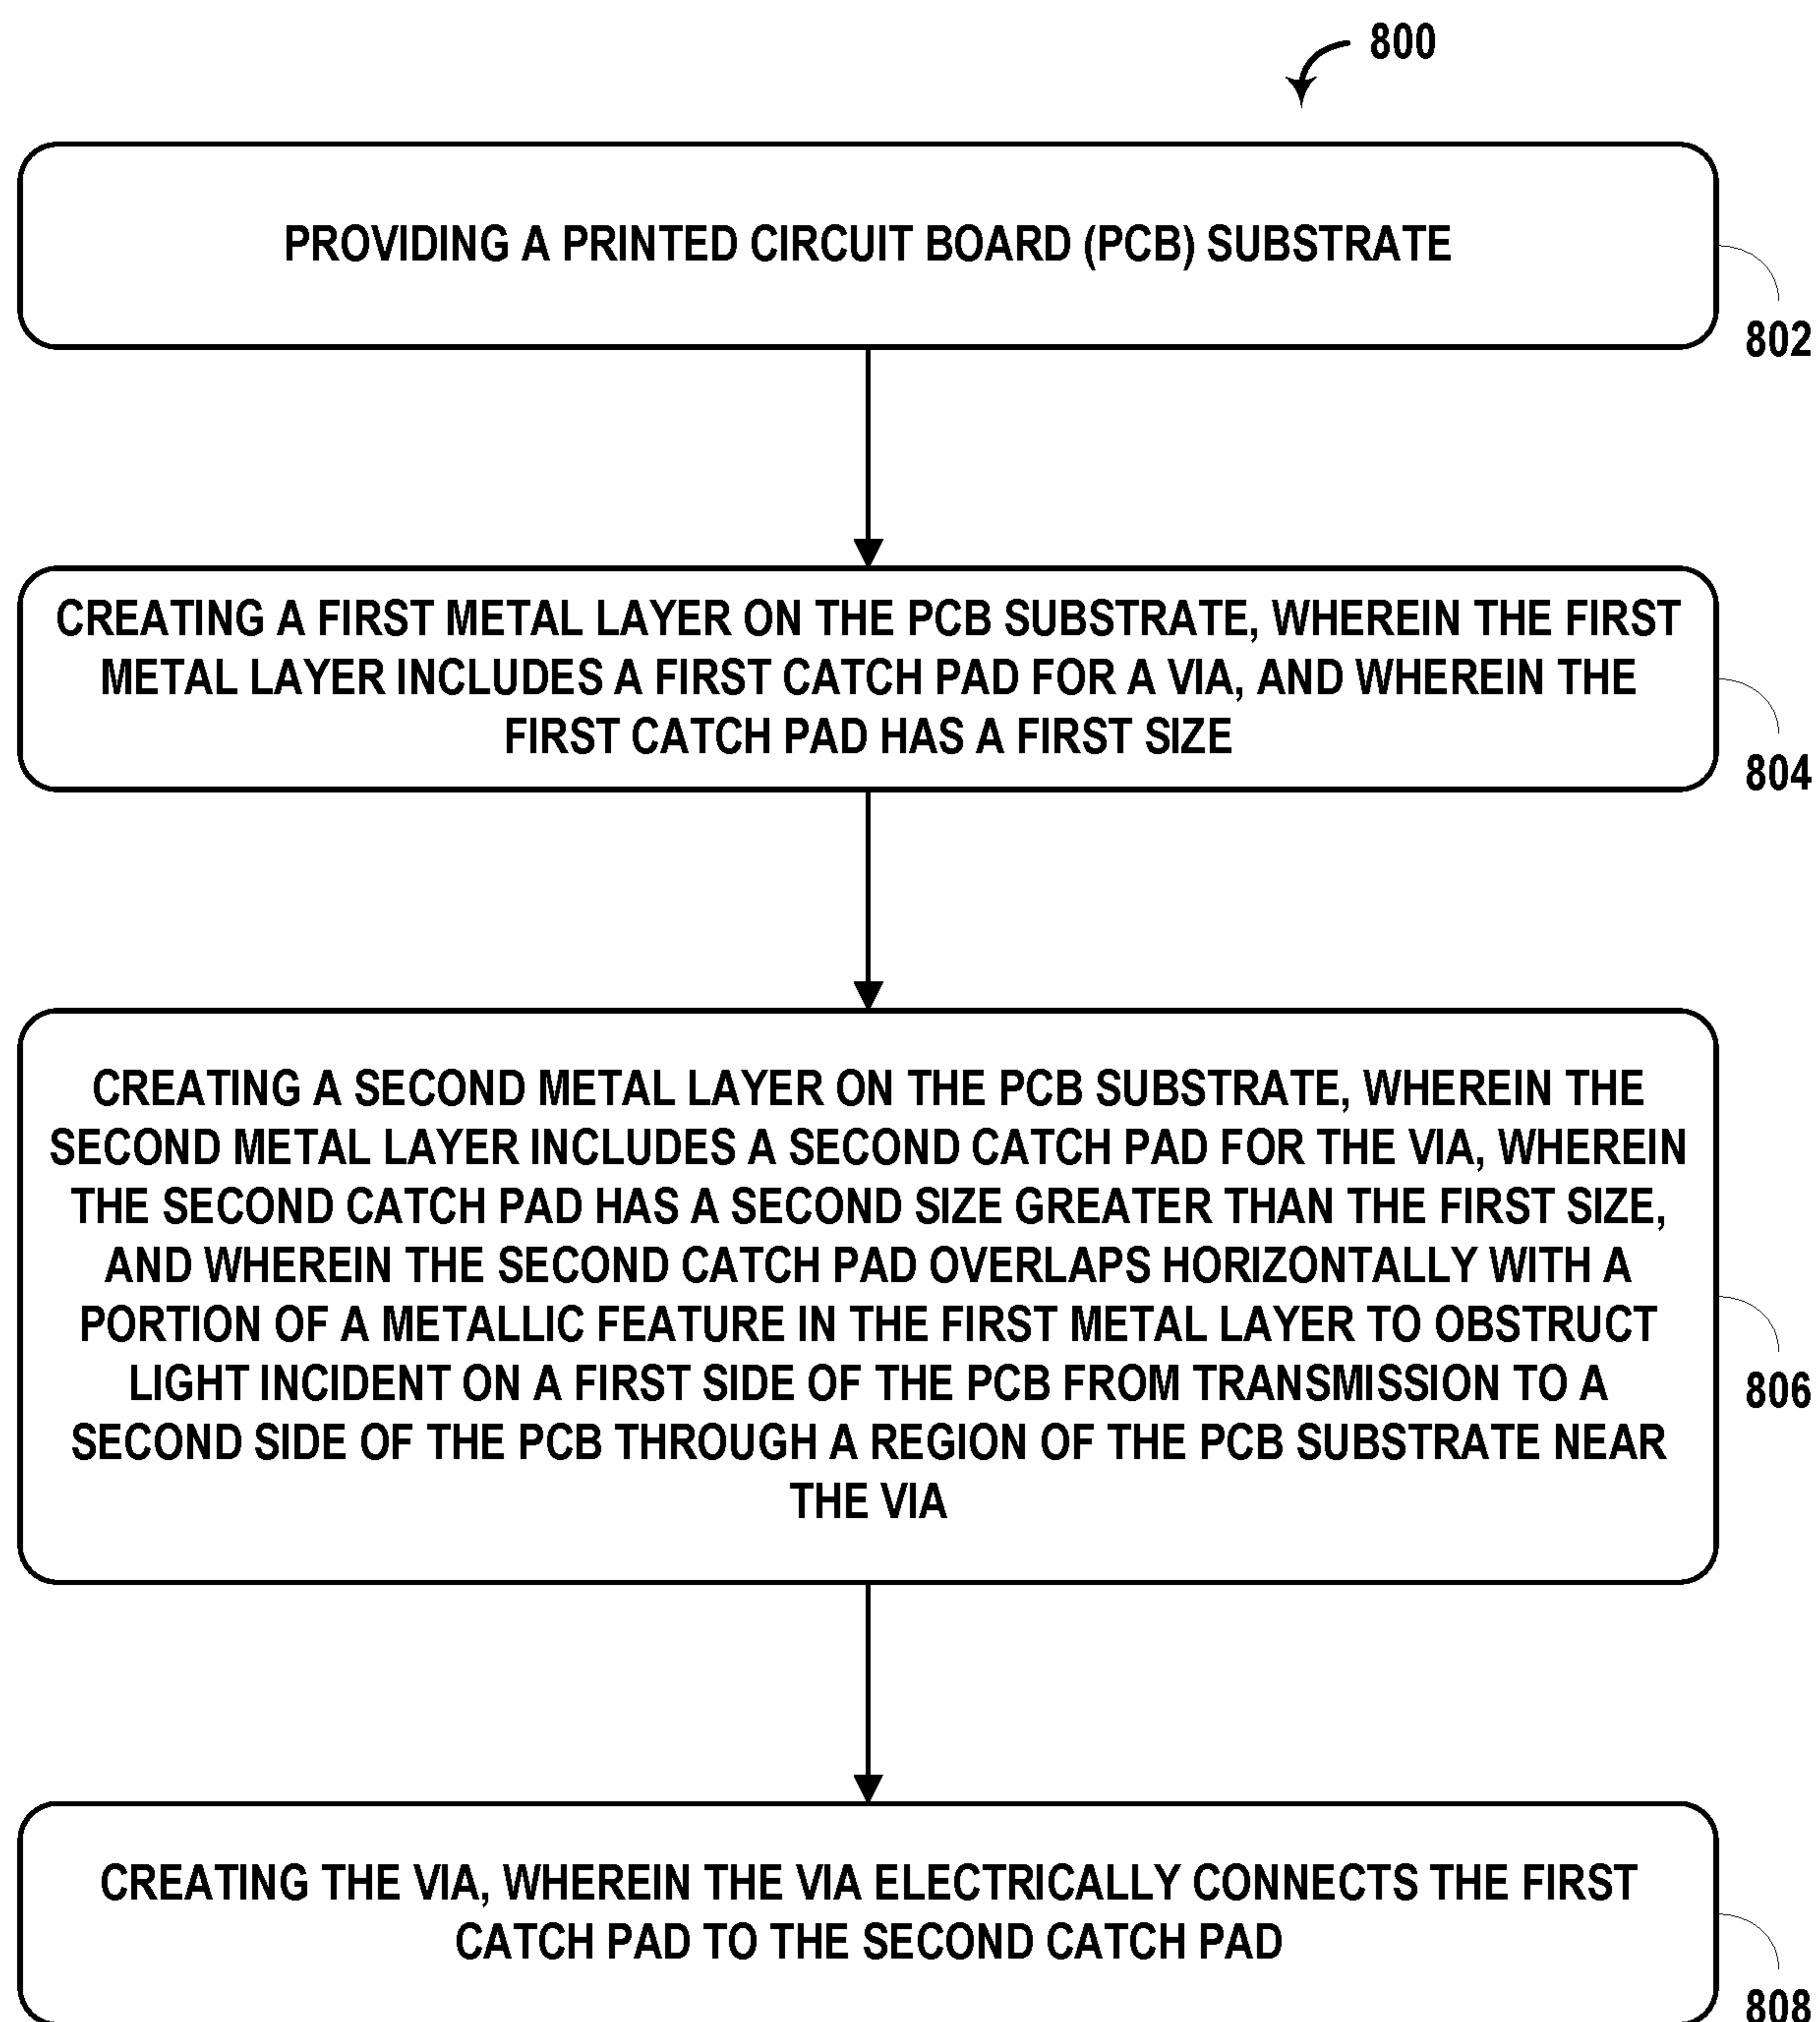 800
PROVIDING A PRINTED CIRCUIT BOARD (PCB) SUBSTRATE
802
CREATING A FIRST METAL LAYER ON THE PCB SUBSTRATE, WHEREIN THE FIRST
METAL LAYER INCLUDES A FIRST CATCH PAD FOR A VIA, AND WHEREIN THE
FIRST CATCH PAD HAS A FIRST SIZE
804
CREATING A SECOND METAL LAYER ON THE PCB SUBSTRATE, WHEREIN THE
SECOND METAL LAYER INCLUDES A SECOND CATCH PAD FOR THE VIA, WHEREIN
THE SECOND CATCH PAD HAS A SECOND SIZE GREATER THAN THE FIRST SIZE,
AND WHEREIN THE SECOND CATCH PAD OVERLAPS HORIZONTALLY WITH A
PORTION OF A METALLIC FEATURE IN THE FIRST METAL LAYER TO OBSTRUCT
LIGHT INCIDENT ON A FIRST SIDE OF THE PCB FROM TRANSMISSION TO A
SECOND SIDE OF THE PCB THROUGH A REGION OF THE PCB SUBSTRATE NEAR
THE VIA
806
CREATING THE VIA, WHEREIN THE VIA ELECTRICALLY CONNECTS THE FIRST
CATCH PAD TO THE SECOND CATCH PAD
808